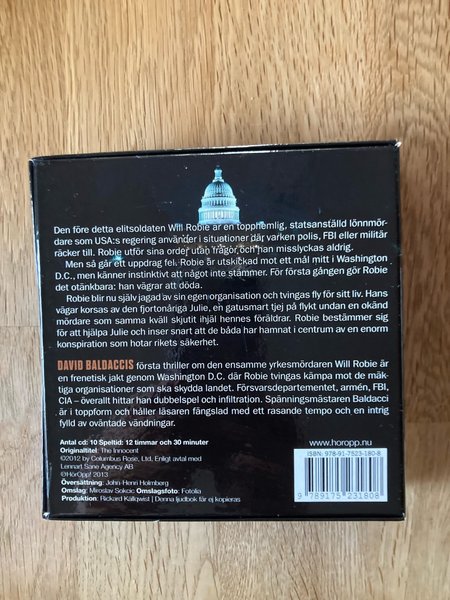 Den före detta elitsoldaten Will Robie är en topphemlig, statsanställd lönnmör-
dare som USA:s regering använder i situationer där varken polis, FBI eller militär
räcker till. Robie utför sina order utan frågor och han misslyckas aldrig.
Men så går ett uppdrag fel. Robie är utskickad mot ett mål mitt i Washington
D.C., men känner instinktivt att något inte stämmer. För första gången gör Robie
det otänkbara: han vägrar att döda.
Robie blir nu själv jagad av sin egen organisation och tvingas fly för sitt liv. Hans
vägar korsas av den fjortonåriga Julie, en gatusmart tjej på flykt undan en okänd
mördare som samma kväll skjutit ihjäl hennes föräldrar. Robie bestämmer sig
för att hjälpa Julie och inser snart att de båda har hamnat i centrum av en enorm
konspiration som hotar rikets säkerhet.
DAVID BALDACCIS första thriller om den ensamme yrkesmördaren Will Robie är
en frenetisk jakt genom Washington D.C. där Robie tvingas kämpa mot de mäk-
tiga organisationer som ska skydda landet. Försvarsdepartementet, armén, FBI,
CIA – överallt hittar han dubbelspel och infiltration. Spänningsmästaren Baldacci
är i toppform och håller läsaren fängslad med ett rasande tempo och en intrig
fylld av oväntade vändningar.
Antal cd: 10 Speltid: 12 timmar och 30 minuter
Originaltitel: The Innocent
©2012 by Columbus Rose, Ltd. Enligt avtal med
Lennart Sane Agency AB
©HörOpp! 2013
Översättning: John-Henri Holmberg
Omslag: Miroslav Sokcic Omslagsfoto: Fotolia
Produktion: Rickard Källqwist | Denna ljudbok får ej kopieras
www.horopp.nu
ISBN: 978-91-7523-180-8
9 789175 231808